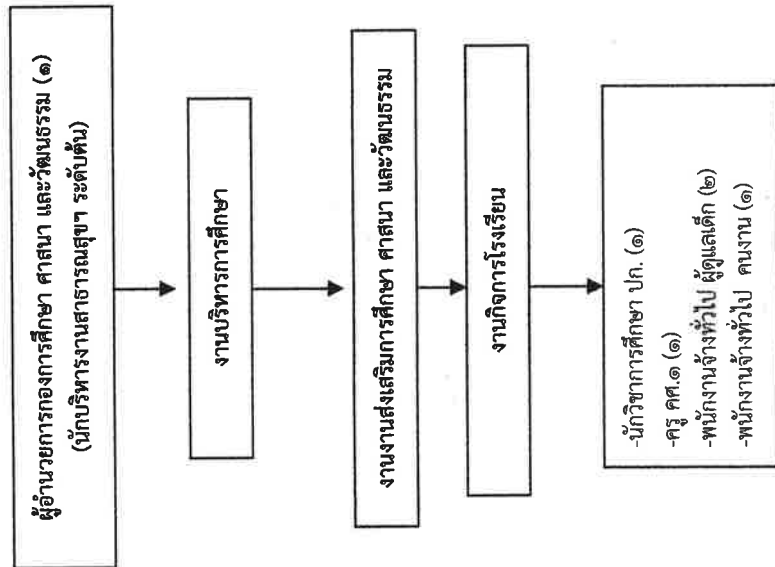 ผู้อำนวยการกองการศึกษา ศาสนา และวัฒนธรรม (๑)
(นักบริหารงานสาธารณสุขฯ ระดับต้น)
งานบริหารการศึกษา
งานงานส่งเสริมการศึกษา ศาสนา และวัฒนธรรม
งานกิจการโรงเรียน
-นักวิชาการศึกษา ปก. (๑)
-ครู คศ.๑ (๑)
-พนักงานจ้างทั่วไป ผู้ดูแลเด็ก (๒)
-พนักงานจ้างทั่วไป คนงาน (๑)